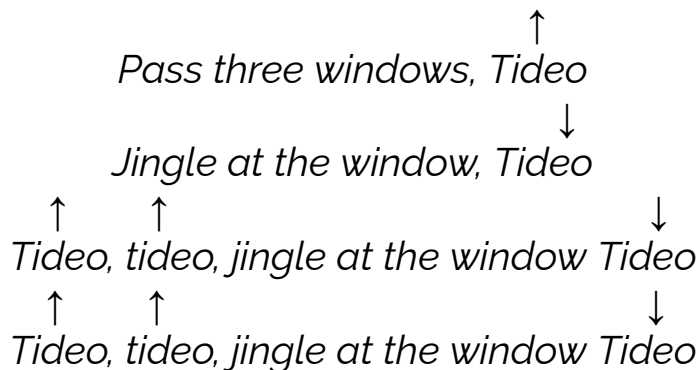 ↑
Pass three windows, Tideo
↓
Jingle at the window, Tideo
↑ ↑ ↓
Tideo, tideo, jingle at the window Tideo
↑ ↑ ↓
Tideo, tideo, jingle at the window Tideo